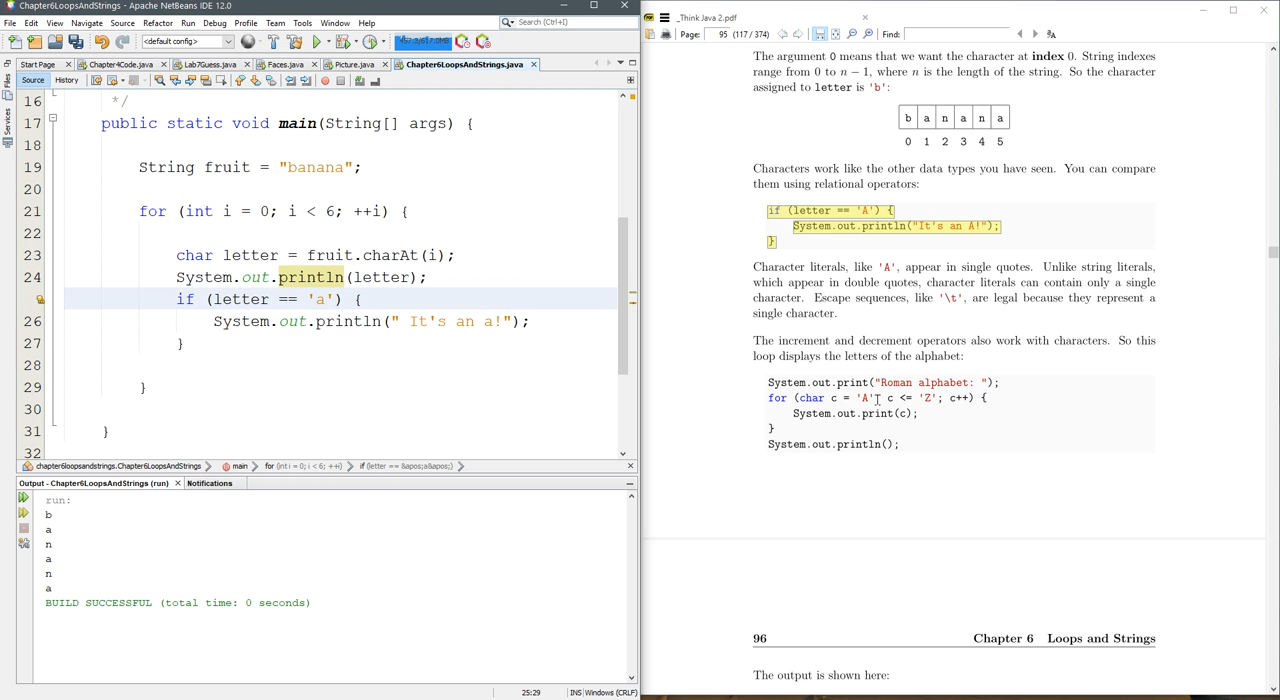 Chapter6LoopsAndStrings - Apache NetBeans IDE 12.0
File Edit View Navigate Source Refactor Run Debug Profile Team Tools Window Help
Search (Ctrl+I)
<default config>
Start Page Chapter4Code.java Lab7Guess.java Faces.java Picture.java Chapter6LoopsAndStrings.java
Source History
Files
Services
16 */
17 public static void main(String[] args) {
18
19 String fruit = "banana";
20
21 for (int i = 0; i < 6; ++i) {
22
23 char letter = fruit.charAt(i);
24 System.out.println(letter);
if (letter == 'a') {
26 System.out.println(" It's an a!");
27 }
28
29 }
30
31 }
32
chapter6loopsandstrings.Chapter6LoopsAndStrings main for (int i = 0; i < 6; ++i) if (letter == &apos;a&apos;)
Output - Chapter6LoopsAndStrings (run) Notifications
run:
b
a
n
a
n
a
BUILD SUCCESSFUL (total time: 0 seconds)
25:29 INS Windows (CRLF)
_Think Java 2.pdf
Page: 95 (117 / 374) Find:
The argument 0 means that we want the character at index 0. String indexes
range from 0 to n − 1, where n is the length of the string. So the character
assigned to letter is 'b':
b a n a n a
0 1 2 3 4 5
Characters work like the other data types you have seen. You can compare
them using relational operators:
if (letter == 'A') {
System.out.println("It's an A!");
}
Character literals, like 'A', appear in single quotes. Unlike string literals,
which appear in double quotes, character literals can contain only a single
character. Escape sequences, like '\t', are legal because they represent a
single character.
The increment and decrement operators also work with characters. So this
loop displays the letters of the alphabet:
System.out.print("Roman alphabet: ");
for (char c = 'A'; c <= 'Z'; c++) {
System.out.print(c);
}
System.out.println();
96 Chapter 6 Loops and Strings
The output is shown here: